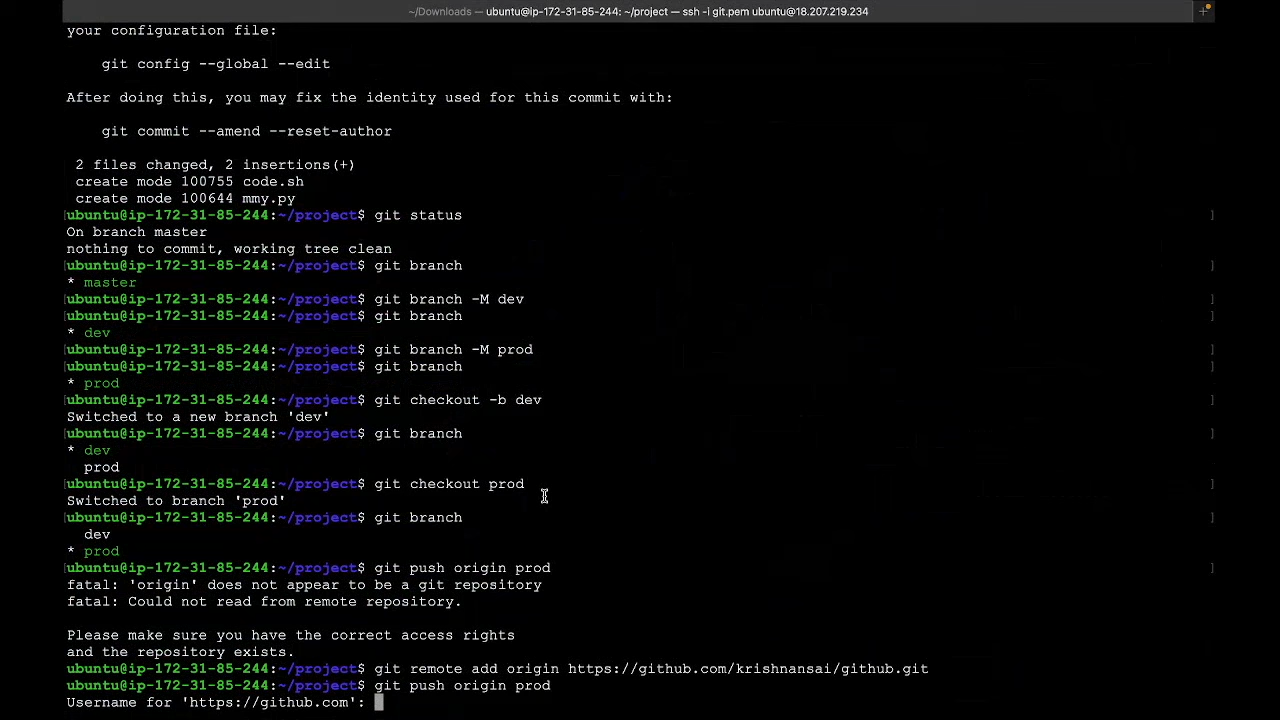 ~/Downloads — ubuntu@ip-172-31-85-244: ~/project — ssh -i git.pem ubuntu@18.207.219.234
your configuration file:
git config --global --edit
After doing this, you may fix the identity used for this commit with:
git commit --amend --reset-author
2 files changed, 2 insertions(+)
create mode 100755 code.sh
create mode 100644 mmy.py
ubuntu@ip-172-31-85-244:~/project$ git status
On branch master
nothing to commit, working tree clean
ubuntu@ip-172-31-85-244:~/project$ git branch
* master
ubuntu@ip-172-31-85-244:~/project$ git branch -M dev
ubuntu@ip-172-31-85-244:~/project$ git branch
* dev
ubuntu@ip-172-31-85-244:~/project$ git branch -M prod
ubuntu@ip-172-31-85-244:~/project$ git branch
* prod
ubuntu@ip-172-31-85-244:~/project$ git checkout -b dev
Switched to a new branch 'dev'
ubuntu@ip-172-31-85-244:~/project$ git branch
* dev
prod
ubuntu@ip-172-31-85-244:~/project$ git checkout prod
Switched to branch 'prod'
ubuntu@ip-172-31-85-244:~/project$ git branch
dev
* prod
ubuntu@ip-172-31-85-244:~/project$ git push origin prod
fatal: 'origin' does not appear to be a git repository
fatal: Could not read from remote repository.
Please make sure you have the correct access rights
and the repository exists.
ubuntu@ip-172-31-85-244:~/project$ git remote add origin https://github.com/krishnansai/github.git
ubuntu@ip-172-31-85-244:~/project$ git push origin prod
Username for 'https://github.com':